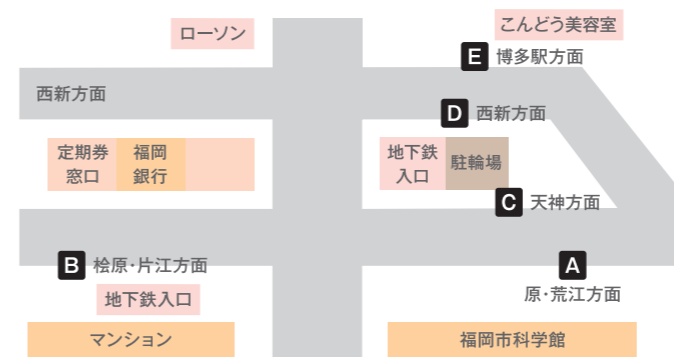 ローソン
こんどう美容室
E 博多駅方面
西新方面
D 西新方面
定期券
窓口
福岡
銀行
地下鉄
入口
駐輪場
C 天神方面
B 桧原・片江方面
A
原・荒江方面
地下鉄入口
マンション
福岡市科学館